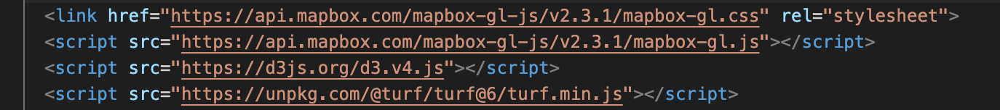 <link href="https://api.mapbox.com/mapbox-gl-js/v2.3.1/mapbox-gl.css" rel="stylesheet">
<script src="https://api.mapbox.com/mapbox-gl-js/v2.3.1/mapbox-gl.js"></script>
<script src="https://d3js.org/d3.v4.js"></script>
<script src="https://unpkg.com/@turf/turf@6/turf.min.js"></script>